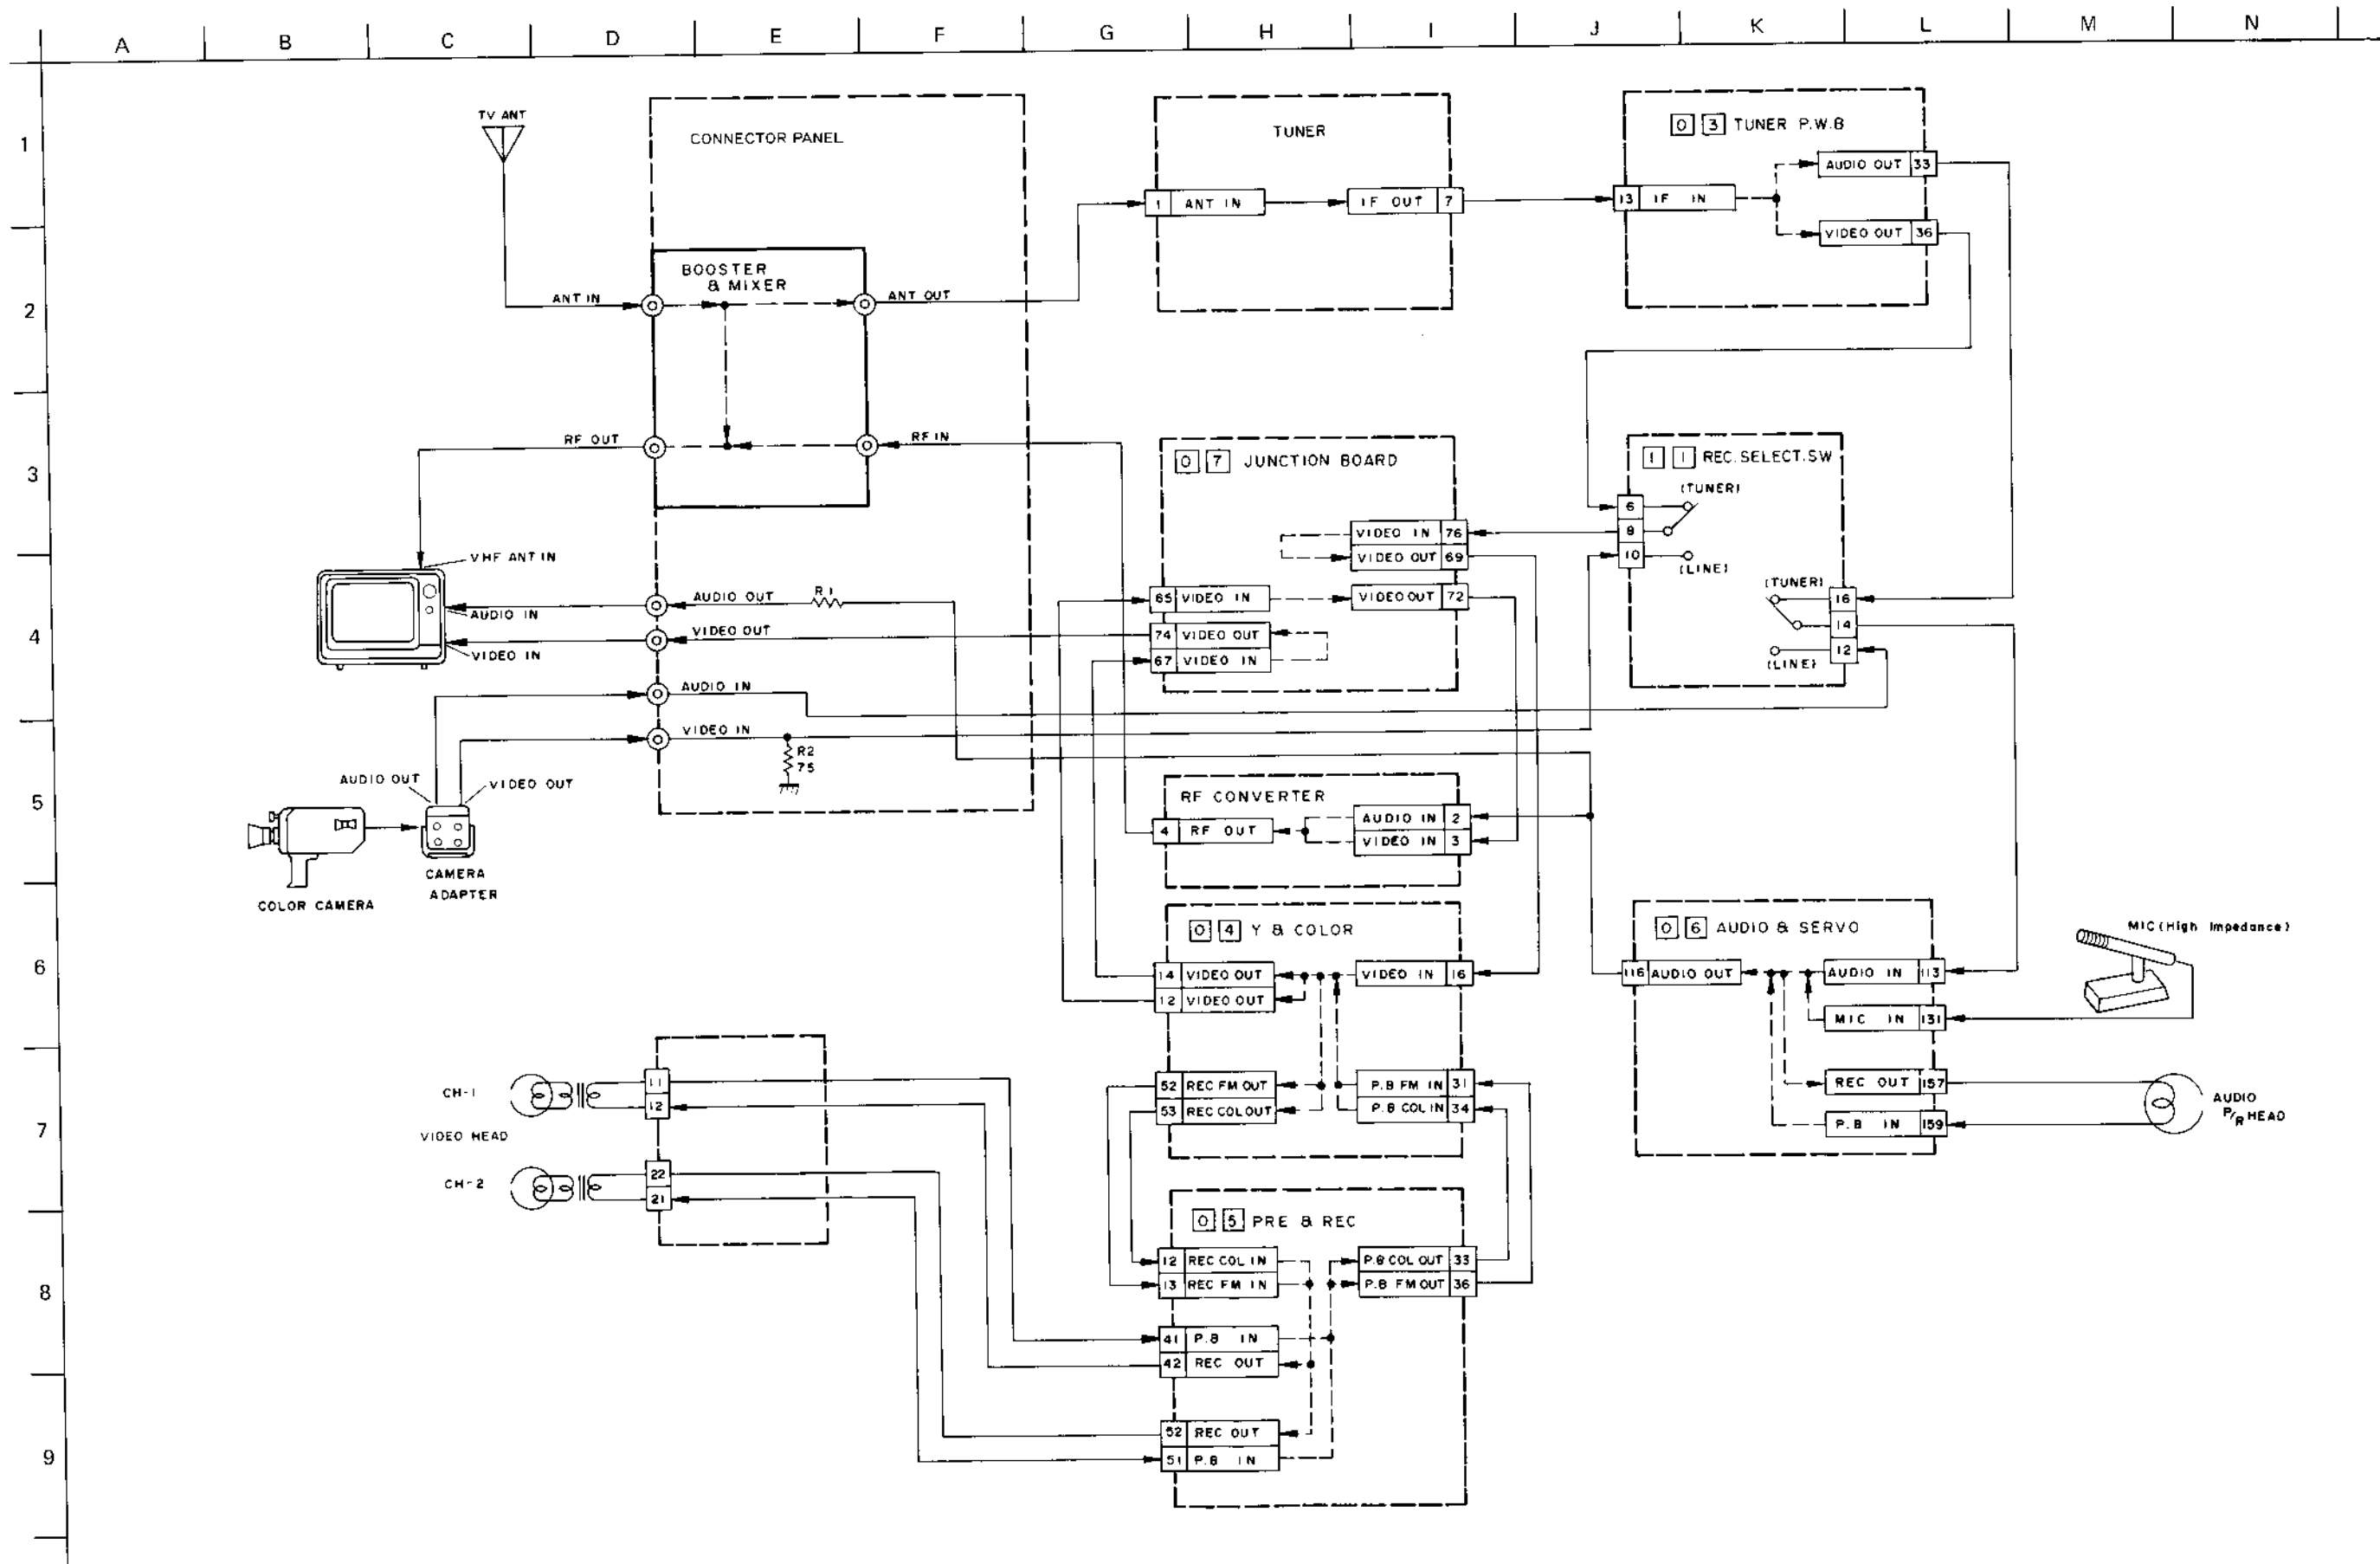 A B C D E F G H I J K L M N
1
2
3
4
5
6
7
8
9
TV ANT
CONNECTOR PANEL
BOOSTER
& MIXER
ANT IN
ANT OUT
RF OUT
RF IN
VHF ANT IN
AUDIO IN
VIDEO IN
AUDIO OUT
R1
VIDEO OUT
AUDIO IN
VIDEO IN
R2
75
AUDIO OUT
VIDEO OUT
COLOR CAMERA
CAMERA
ADAPTER
TUNER
1 ANT IN
IF OUT 7
0 3 TUNER P.W.B
13 IF IN
AUDIO OUT 33
VIDEO OUT 36
0 7 JUNCTION BOARD
VIDEO IN 76
VIDEO OUT 69
65 VIDEO IN
VIDEO OUT 72
74 VIDEO OUT
67 VIDEO IN
1 1 REC.SELECT.SW
(TUNER)
6
8
10
(LINE)
(TUNER)
16
14
12
(LINE)
RF CONVERTER
4 RF OUT
AUDIO IN 2
VIDEO IN 3
0 4 Y & COLOR
14 VIDEO OUT
12 VIDEO OUT
VIDEO IN 16
52 REC FM OUT
53 REC COL OUT
P.B FM IN 31
P.B COL IN 34
0 6 AUDIO & SERVO
116 AUDIO OUT
AUDIO IN 113
MIC IN 131
REC OUT 157
P.B IN 159
MIC (High Impedance)
AUDIO
P/R HEAD
CH-1
VIDEO HEAD
CH-2
11
12
22
21
0 5 PRE & REC
12 REC COL IN
13 REC FM IN
P.B COL OUT 33
P.B FM OUT 36
41 P.B IN
42 REC OUT
52 REC OUT
51 P.B IN